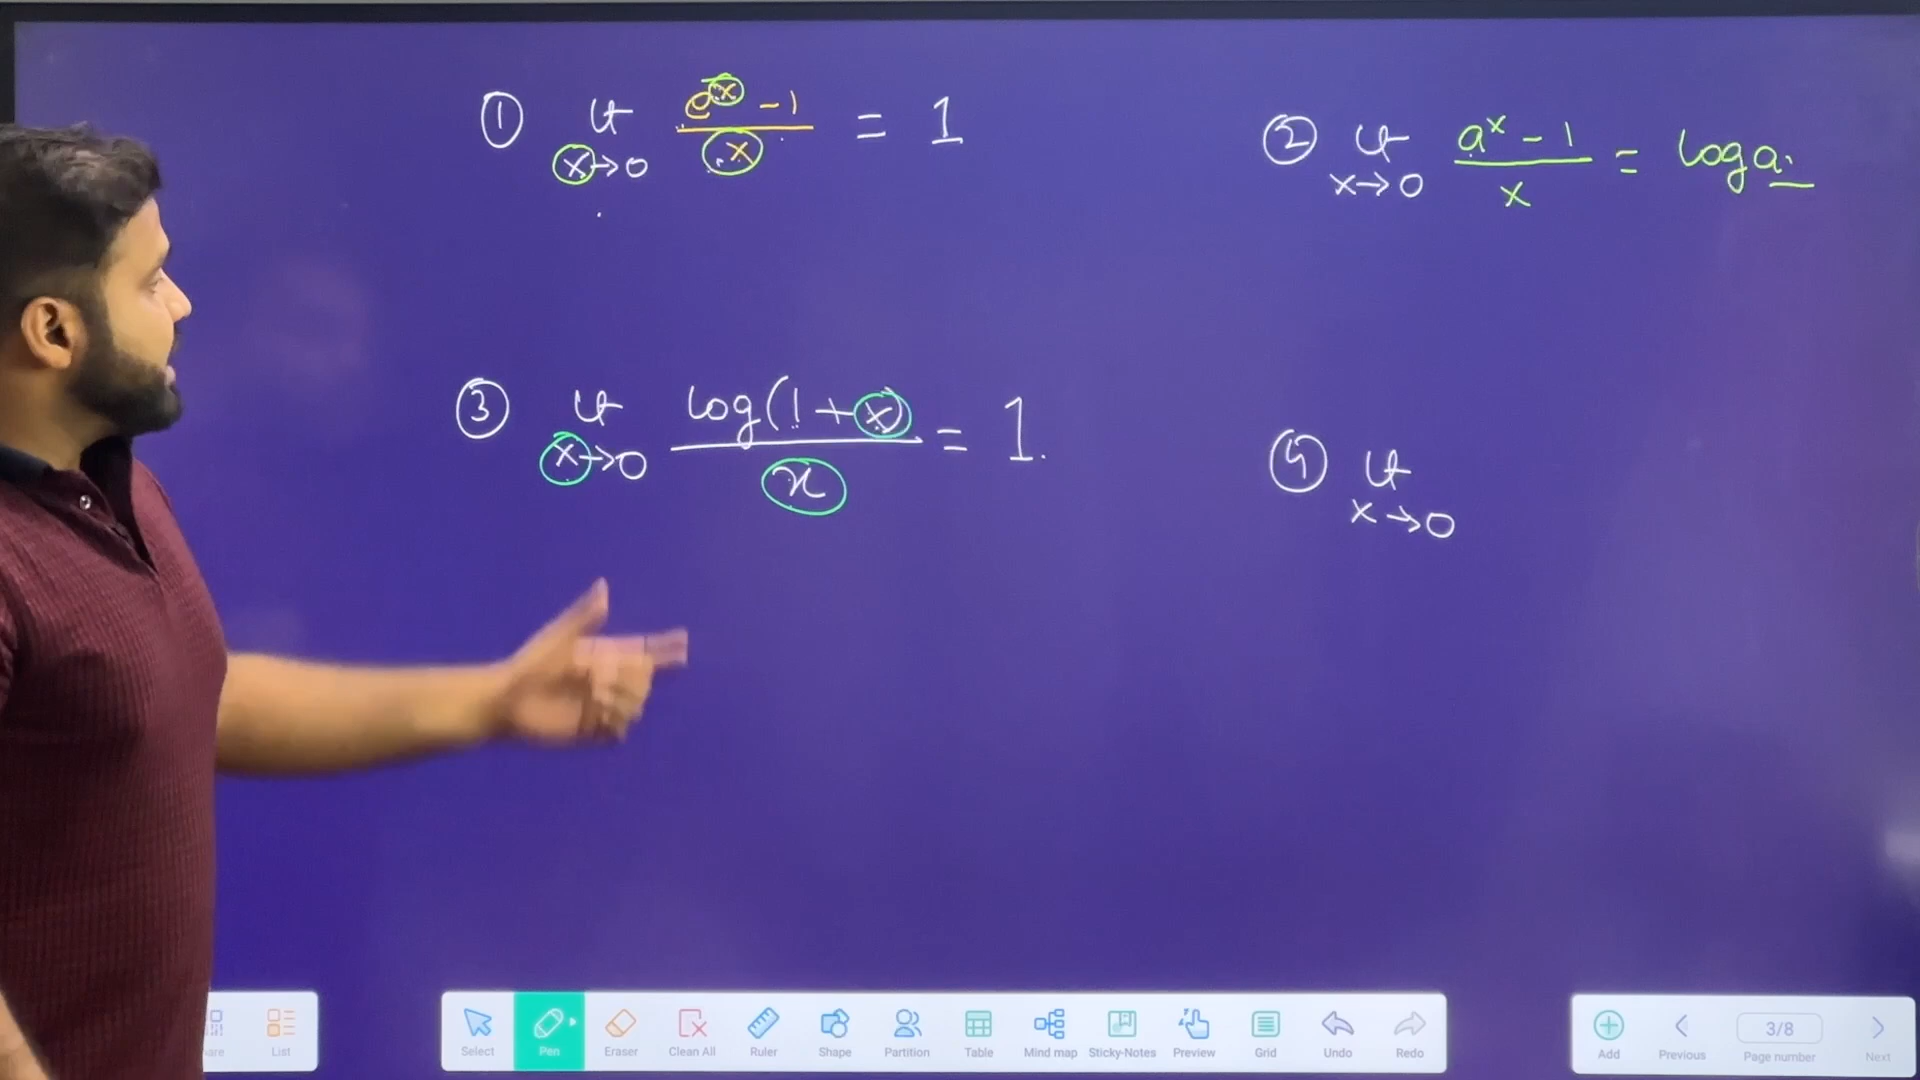 ① Lt e^x - 1 / x = 1
x→0
② Lt a^x - 1 / x = log a.
x→0
③ Lt log(1 + x) / x = 1.
x→0
④ Lt
x→0
List
Select
Pen
Eraser
Clean All
Ruler
Shape
Partition
Table
Mind map
Sticky-Notes
Preview
Grid
Undo
Redo
Add
Previous
3/8
Page number
Next